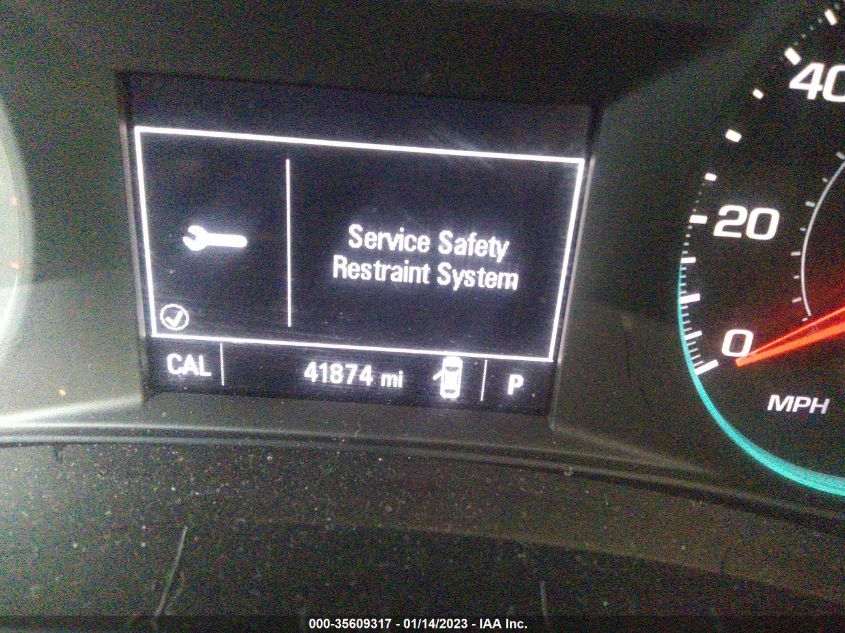 40
Service Safety
Restraint System
20
CAL
41874 mi
P
0
MPH
000-35609317 - 01/14/2023 - IAA Inc.